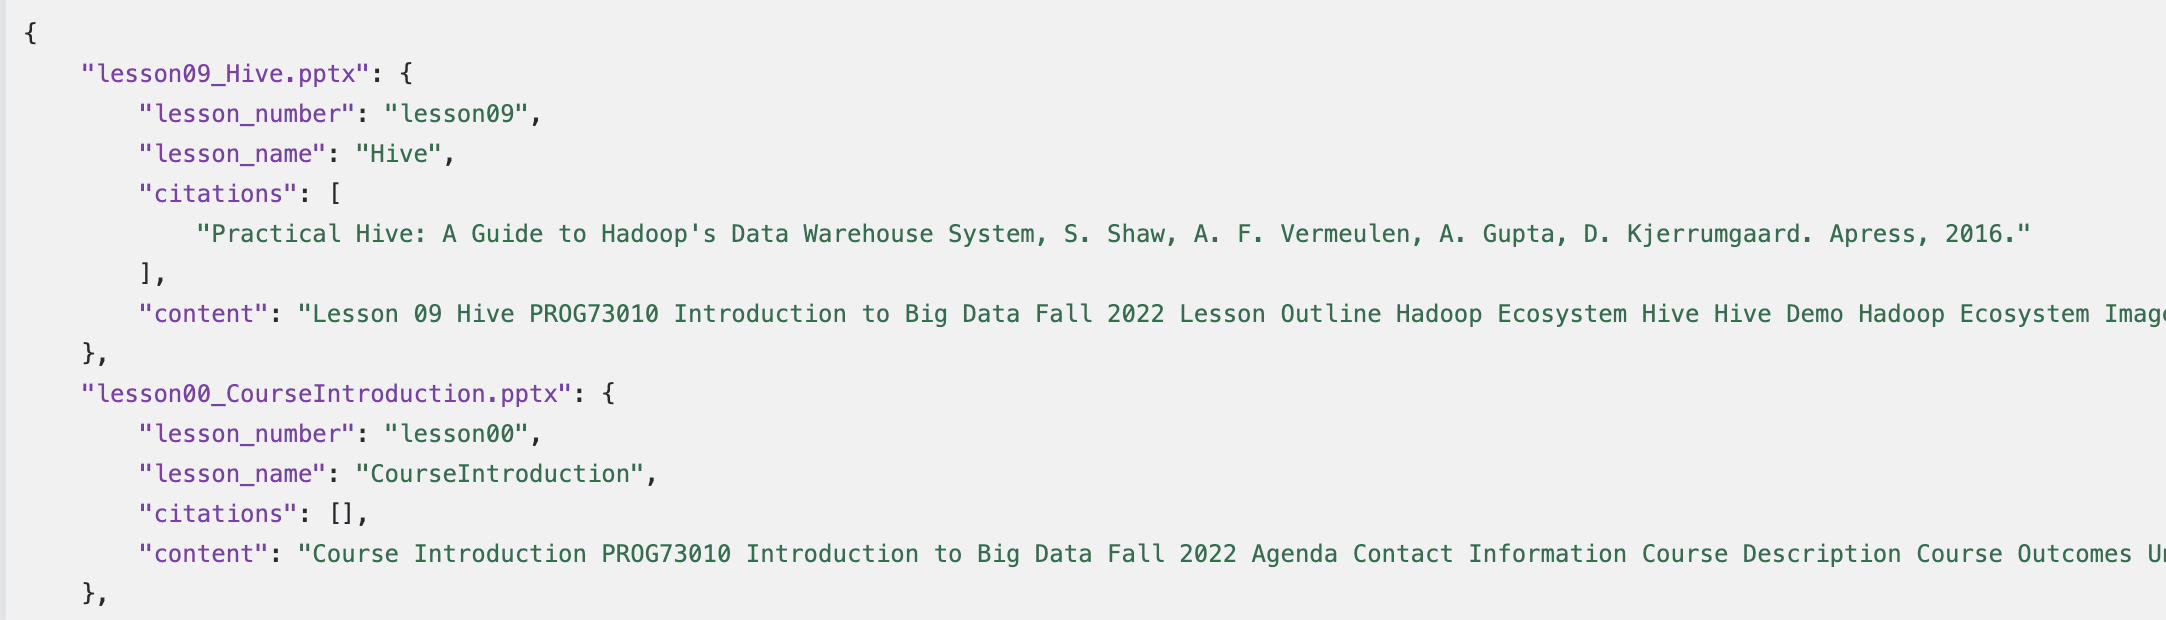 {
"lesson09_Hive.pptx": {
"lesson_number": "lesson09",
"lesson_name": "Hive",
"citations": [
"Practical Hive: A Guide to Hadoop's Data Warehouse System, S. Shaw, A. F. Vermeulen, A. Gupta, D. Kjerrumgaard. Apress, 2016."
],
"content": "Lesson 09 Hive PROG73010 Introduction to Big Data Fall 2022 Lesson Outline Hadoop Ecosystem Hive Hive Demo Hadoop Ecosystem
},
"lesson00_CourseIntroduction.pptx": {
"lesson_number": "lesson00",
"lesson_name": "CourseIntroduction",
"citations": [],
"content": "Course Introduction PROG73010 Introduction to Big Data Fall 2022 Agenda Contact Information Course Description Course Outcomes
},